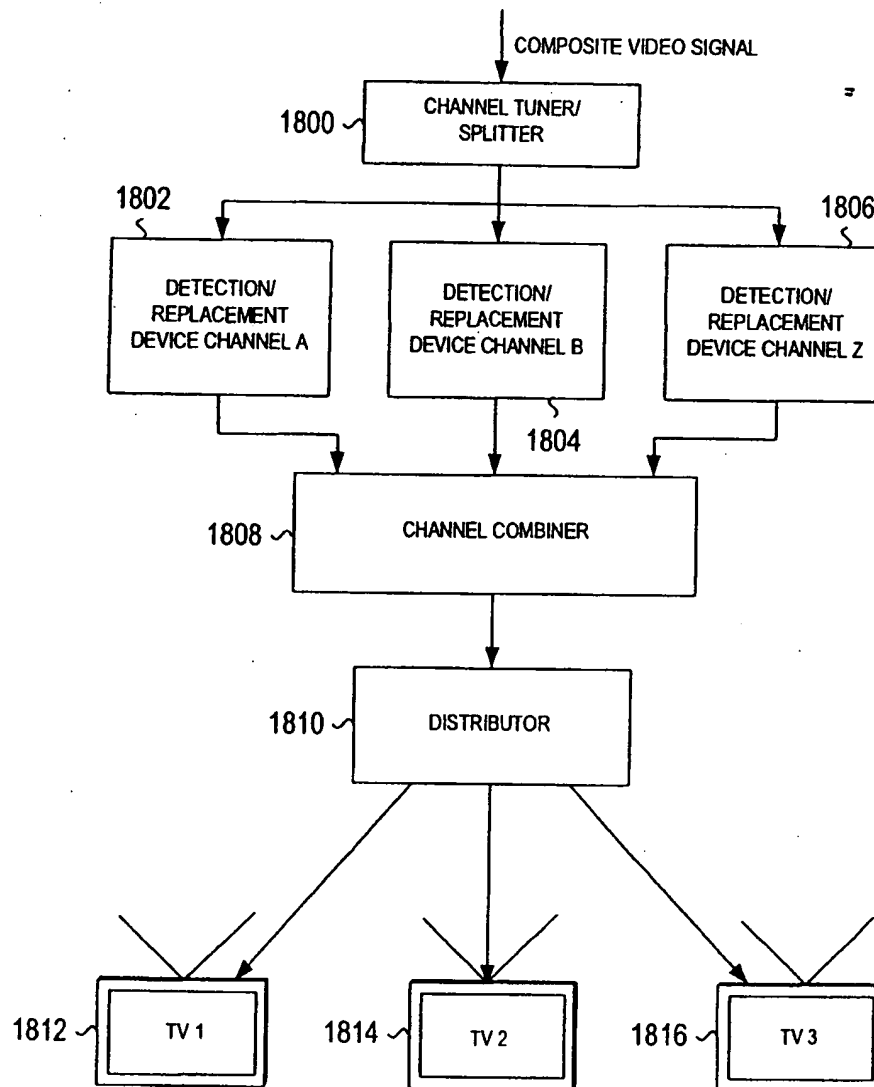 COMPOSITE VIDEO SIGNAL
1800
CHANNEL TUNER/
SPLITTER
1802
1806
DETECTION/
REPLACEMENT
DEVICE CHANNEL A
DETECTION/
REPLACEMENT
DEVICE CHANNEL B
DETECTION/
REPLACEMENT
DEVICE CHANNEL Z
1804
1808
CHANNEL COMBINER
1810
DISTRIBUTOR
1812
TV 1
1814
TV 2
1816
TV 3